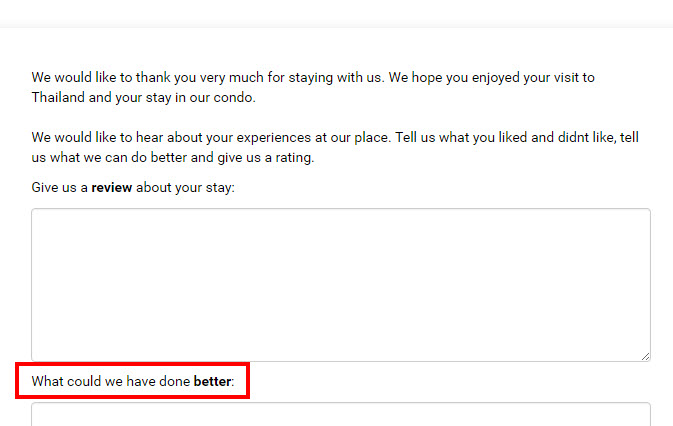 We would like to thank you very much for staying with us. We hope you enjoyed your visit to
Thailand and your stay in our condo.
We would like to hear about your experiences at our place. Tell us what you liked and didnt like, tell
us what we can do better and give us a rating.
Give us a review about your stay:
What could we have done better: